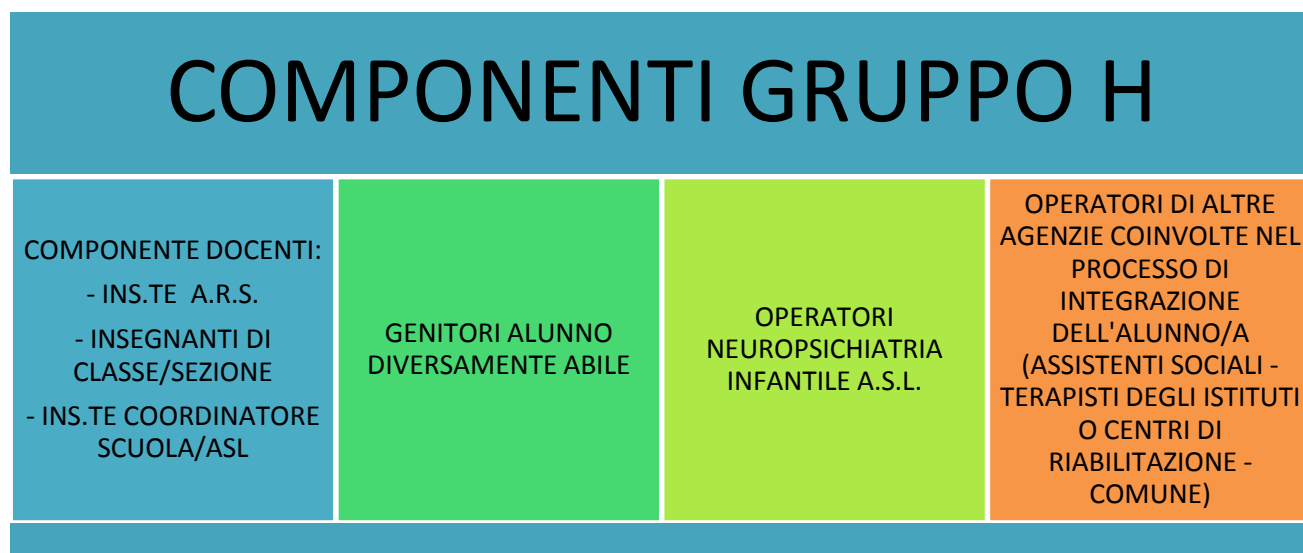 COMPONENTI GRUPPO H
COMPONENTE DOCENTI:
- INS.TE A.R.S.
- INSEGNANTI DI
CLASSE/SEZIONE
- INS.TE COORDINATORE
SCUOLA/ASL
GENITORI ALUNNO
DIVERSAMENTE ABILE
OPERATORI
NEUROPSICHIATRIA
INFANTILE A.S.L.
OPERATORI DI ALTRE
AGENZIE COINVOLTE NEL
PROCESSO DI
INTEGRAZIONE
DELL'ALUNNO/A
(ASSISTENTI SOCIALI -
TERAPISTI DEGLI ISTITUTI
O CENTRI DI
RIABILITAZIONE -
COMUNE)